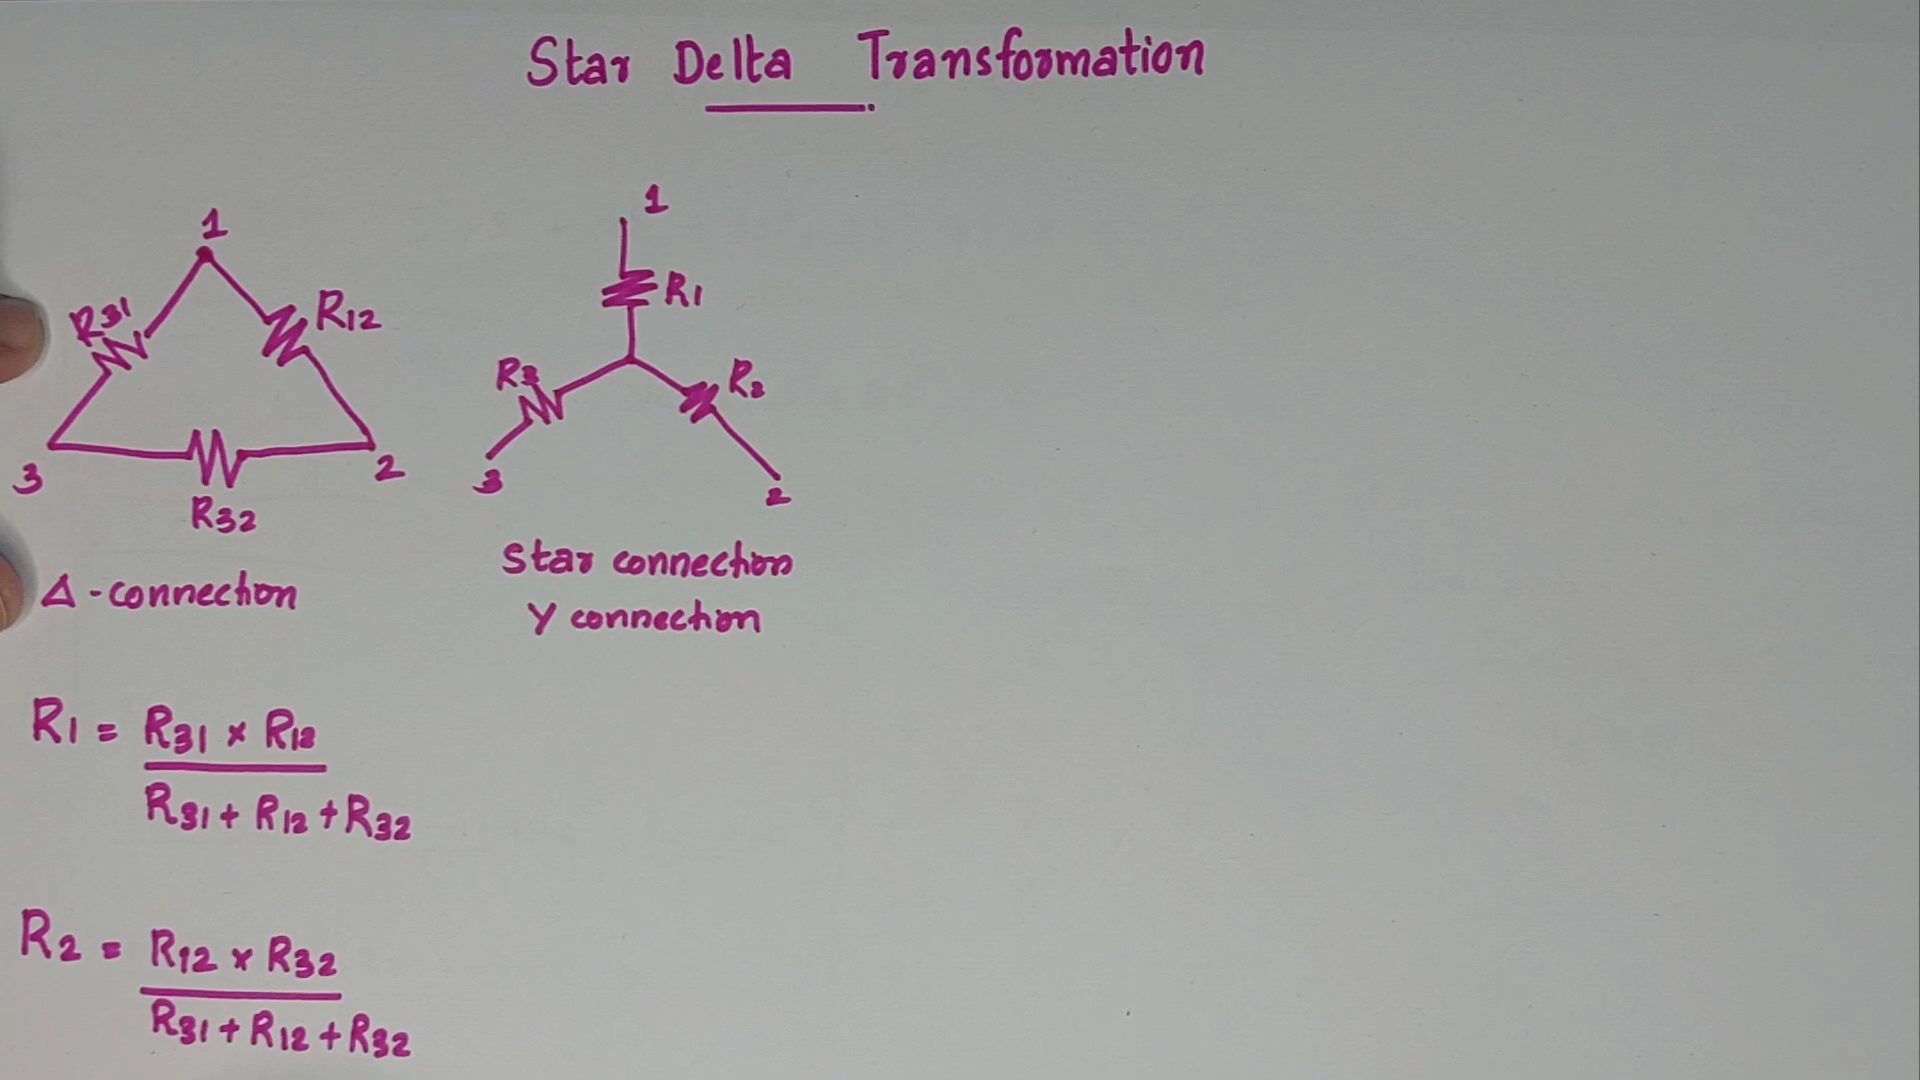 Star Delta Transformation
1
R31
R12
3
2
R32
Δ-connection
1
R1
R3
R2
3
2
Star connection
Y connection
R1 = R31 × R12
R31 + R12 + R32
R2 = R12 × R32
R31 + R12 + R32